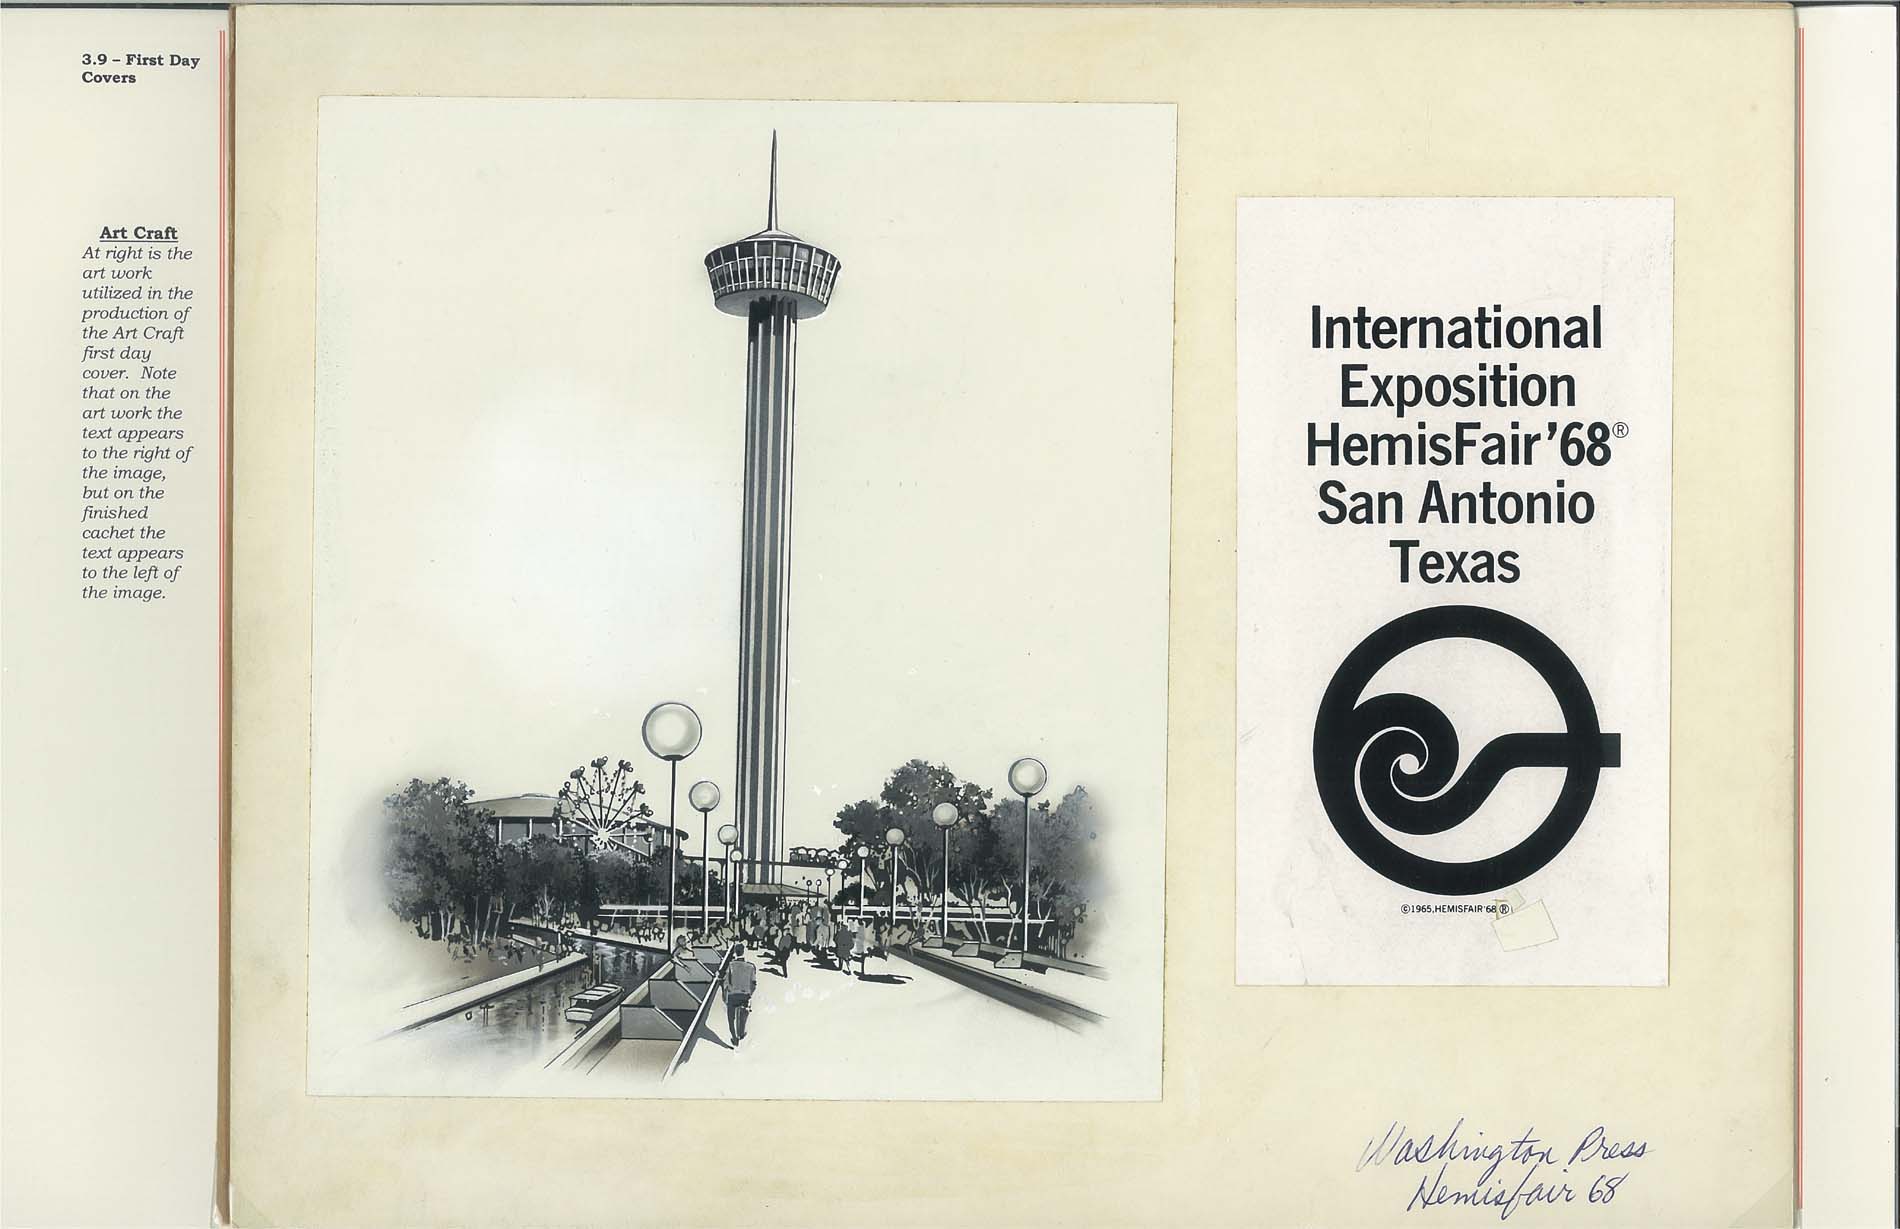 3.9 – First Day
Covers
Art Craft
At right is the
art work
utilized in the
production of
the Art Craft
first day
cover.  Note
that on the
art work the
text appears
to the right of
the image,
but on the
finished
cachet the
text appears
to the left of
the image.
International
Exposition
HemisFair ’68®
San Antonio
Texas
©1965,HEMISFAIR'68 ®
Washington Press
Hemisfair 68